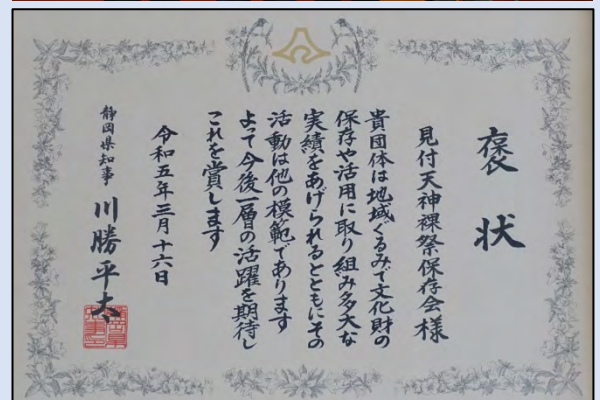 褒状
見付天神裸祭保存会様
貴団体は地域ぐるみで文化財の
保存や活用に取り組み多大な
実績をあげられるとともにその
活動は他の模範であります
よって今後一層の活躍を期待し
これを賞します
令和五年三月十六日
静岡県知事 川勝平太